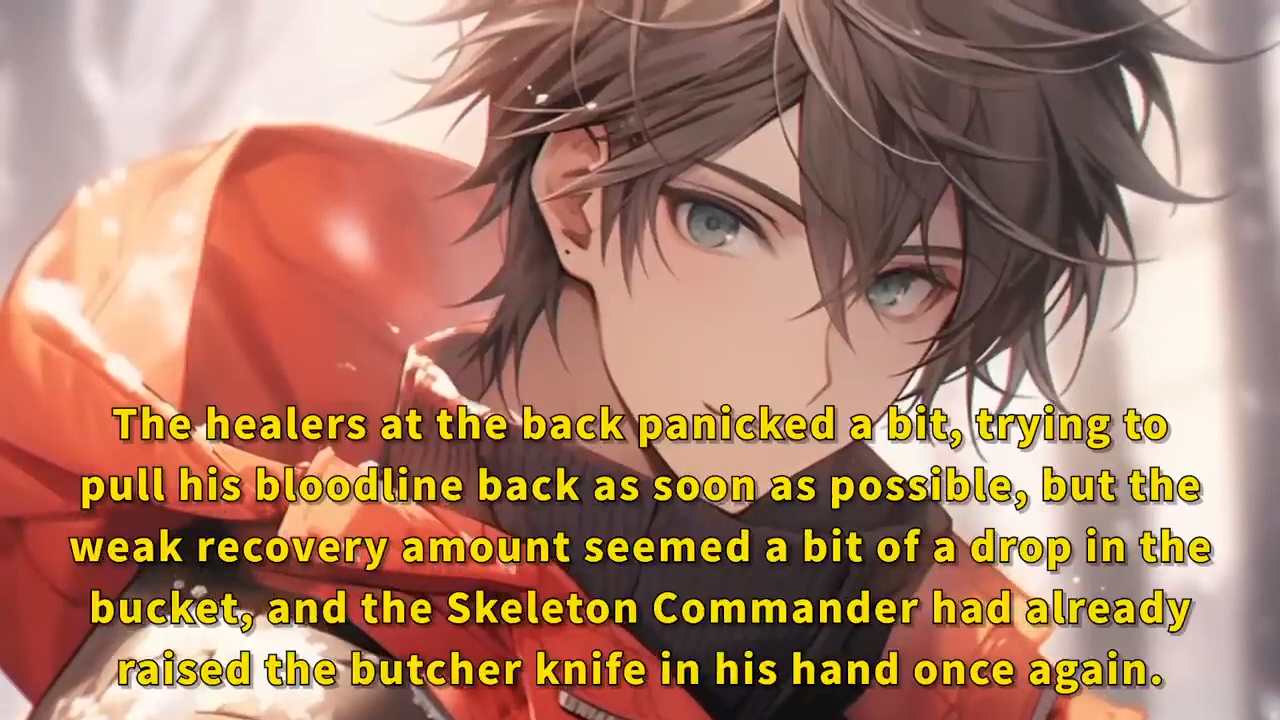 The healers at the back panicked a bit, trying to
pull his bloodline back as soon as possible, but the
weak recovery amount seemed a bit of a drop in the
bucket, and the Skeleton Commander had already
raised the butcher knife in his hand once again.